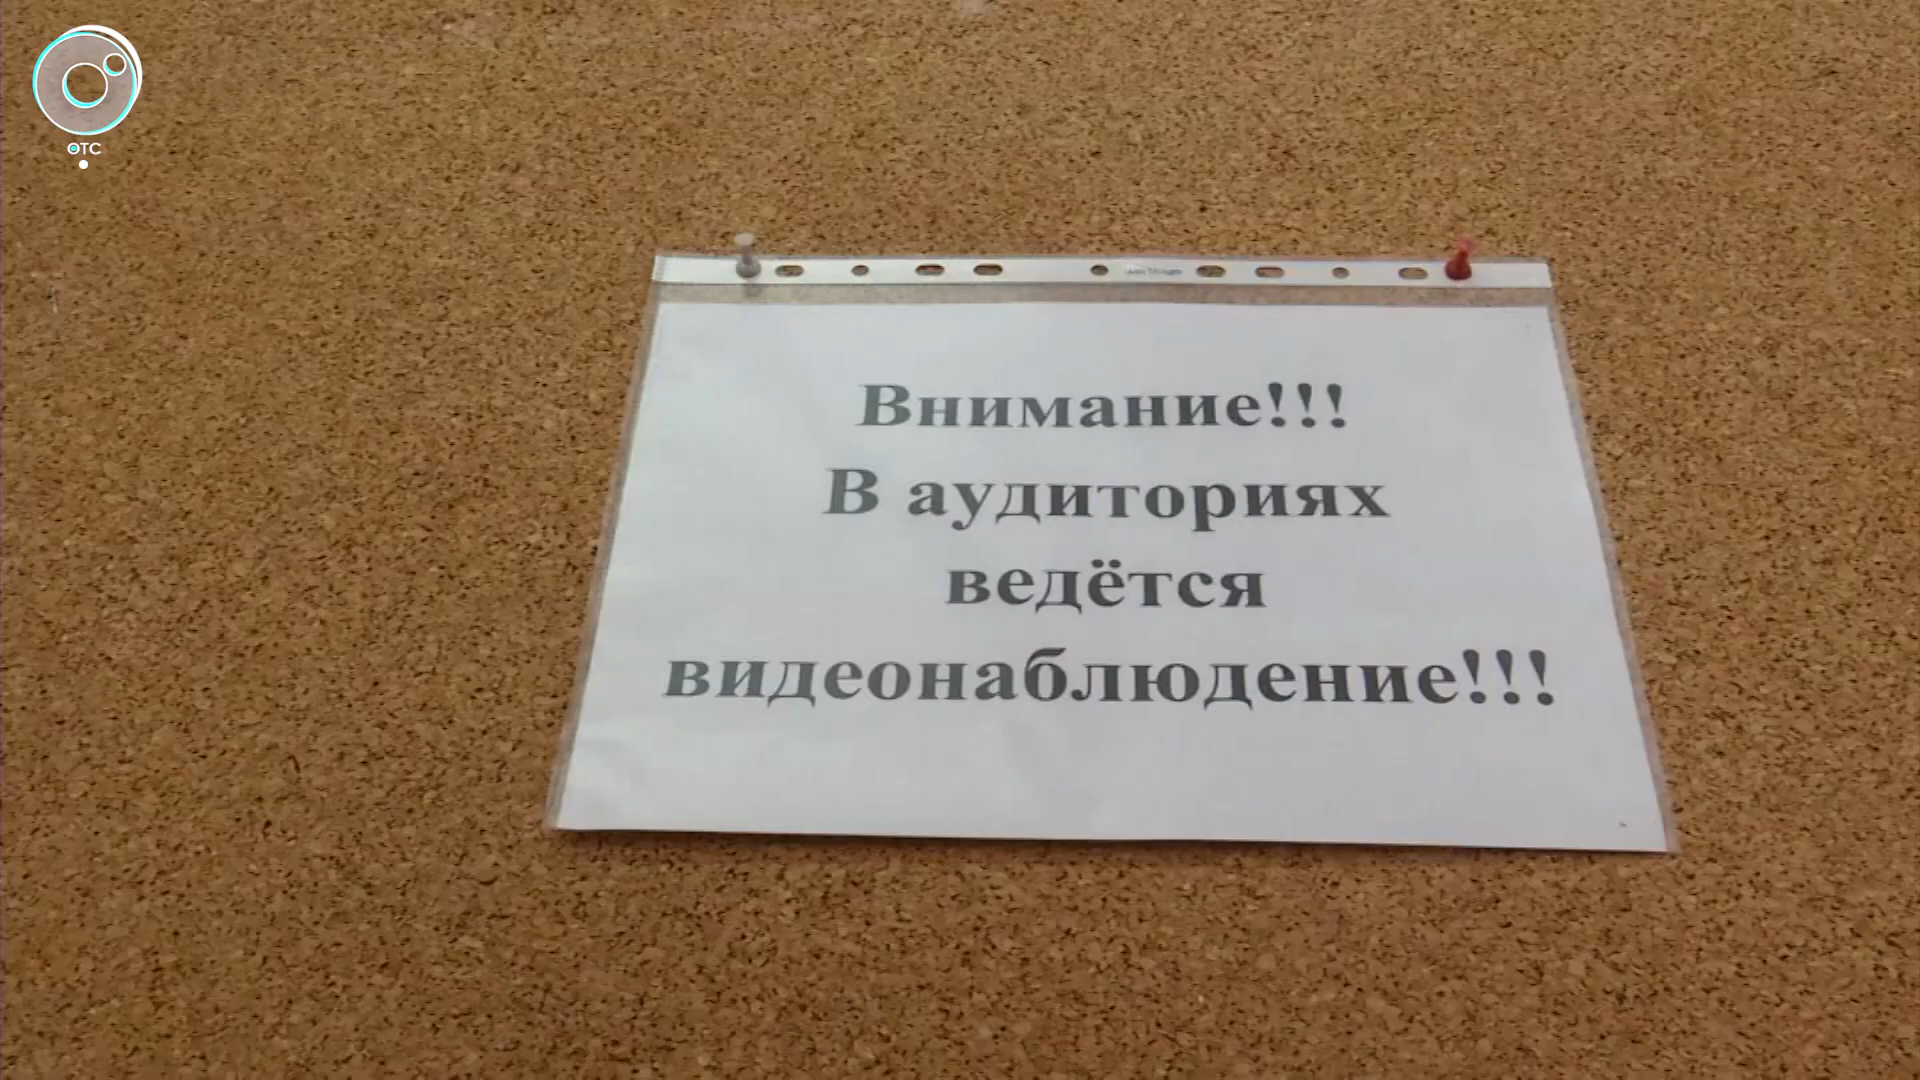 ОТС
Внимание!!!
В аудиториях
ведётся
видеонаблюдение!!!